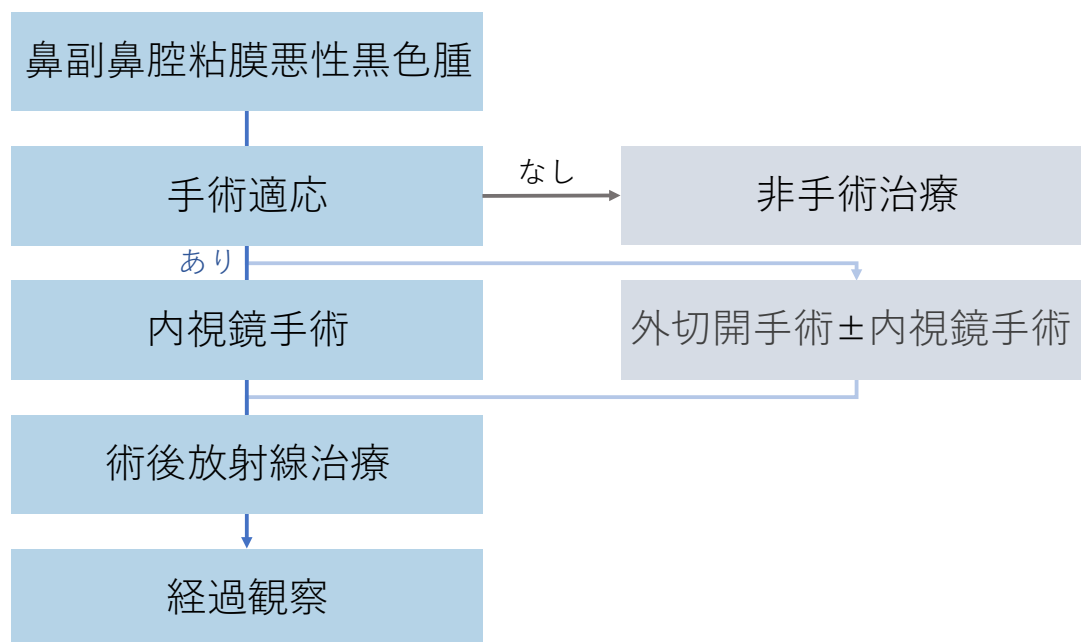 鼻副鼻腔粘膜悪性黒色腫
手術適応
なし
非手術治療
あり
内視鏡手術
外切開手術±内視鏡手術
術後放射線治療
経過観察